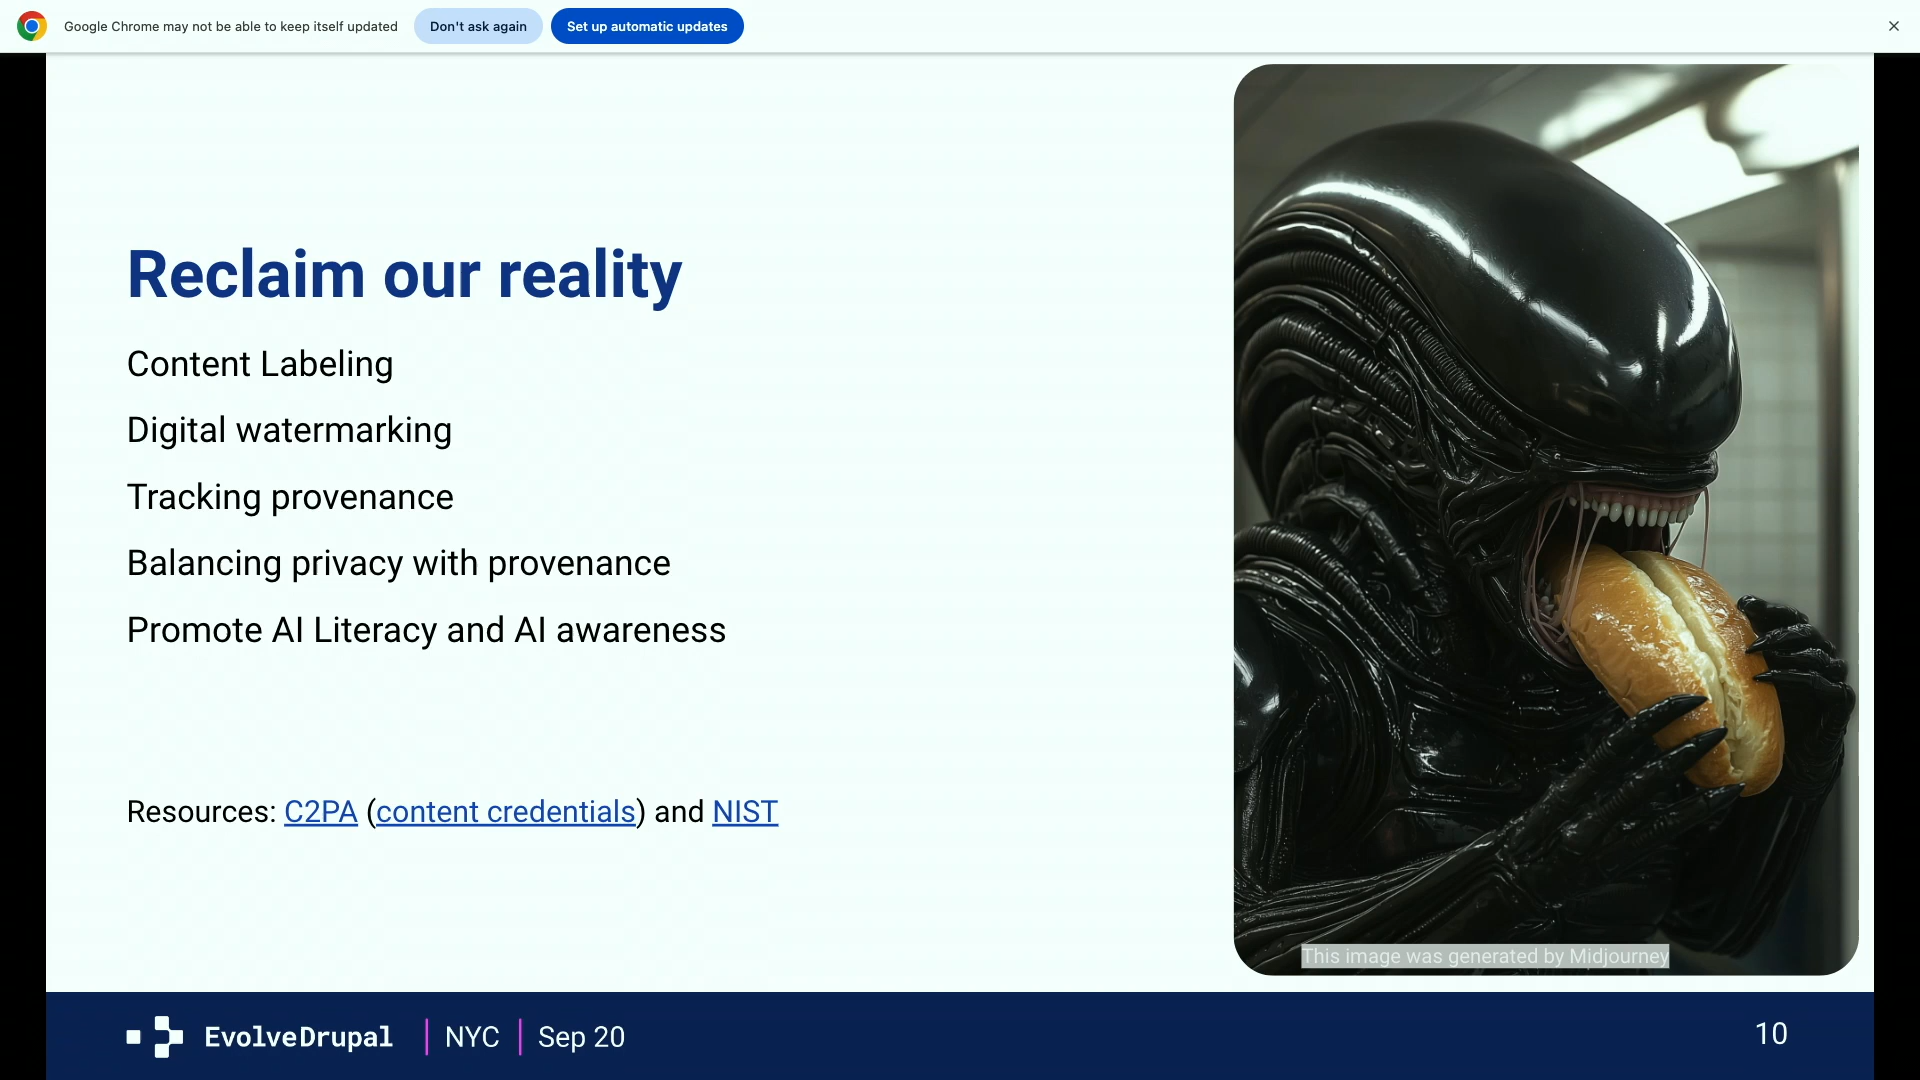 Google Chrome may not be able to keep itself updated
Don't ask again
Set up automatic updates
Reclaim our reality
Content Labeling
Digital watermarking
Tracking provenance
Balancing privacy with provenance
Promote AI Literacy and AI awareness
Resources: C2PA (content credentials) and NIST
This image was generated by Midjourney
EvolveDrupal | NYC | Sep 20
10